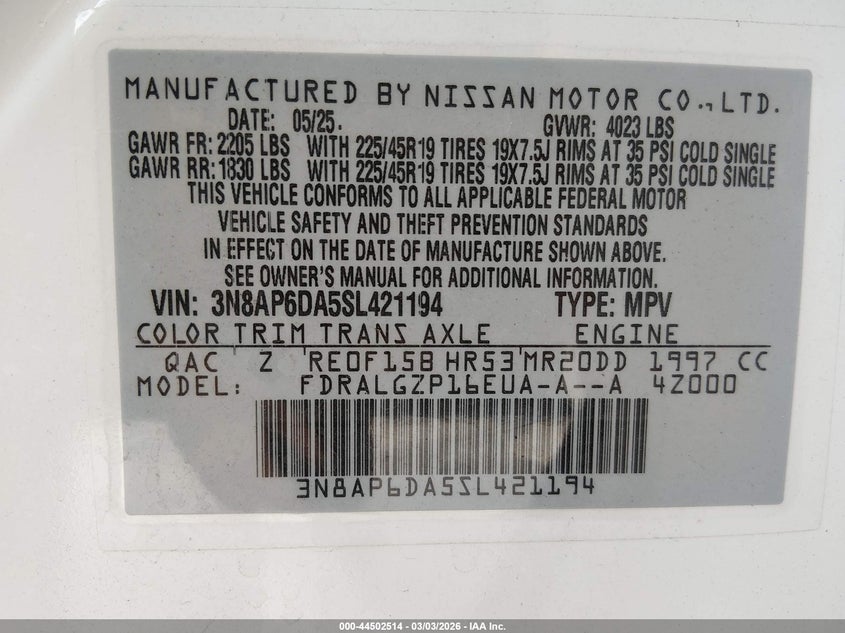 MANUFACTURED BY NISSAN MOTOR CO., LTD.
DATE: 05/25. GVWR: 4023 LBS
GAWR FR: 2205 LBS WITH 225/45R19 TIRES 19X7.5J RIMS AT 35 PSI COLD SINGLE
GAWR RR: 1830 LBS WITH 225/45R19 TIRES 19X7.5J RIMS AT 35 PSI COLD SINGLE
THIS VEHICLE CONFORMS TO ALL APPLICABLE FEDERAL MOTOR
VEHICLE SAFETY AND THEFT PREVENTION STANDARDS
IN EFFECT ON THE DATE OF MANUFACTURE SHOWN ABOVE.
SEE OWNER'S MANUAL FOR ADDITIONAL INFORMATION.
VIN: 3N8AP6DA5SL421194 TYPE: MPV
COLOR TRIM TRANS AXLE ENGINE
QAC Z RE0F15B HR53 MR20DD 1997 CC
MODEL: FDRALGZP16EUA-A--A 4Z000
3N8AP6DA5SL421194
000-44502514 - 03/03/2026 - IAA Inc.